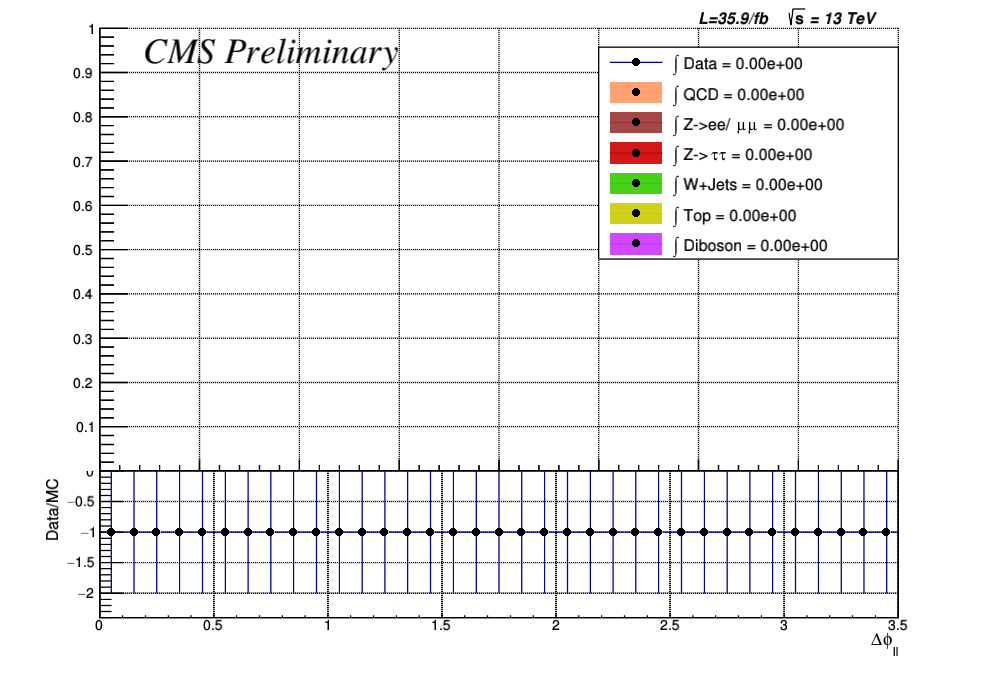 L=35.9/fb √s = 13 TeV
CMS Preliminary
1
0.9
0.8
0.7
0.6
0.5
0.4
0.3
0.2
0.1
∫ Data = 0.00e+00
∫ QCD = 0.00e+00
∫ Z->ee/ μμ = 0.00e+00
∫ Z-> ττ = 0.00e+00
∫ W+Jets = 0.00e+00
∫ Top = 0.00e+00
∫ Diboson = 0.00e+00
Data/MC
0
−0.5
−1
−1.5
−2
0 0.5 1 1.5 2 2.5 3 3.5
Δϕ_ll